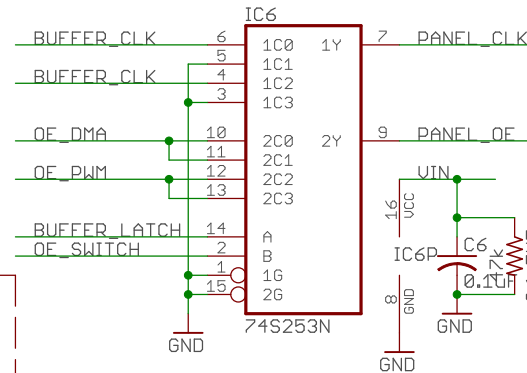 IC6
BUFFER_CLK 6 1C0 1Y 7 PANEL_CLK
5 1C1
BUFFER_CLK 4 1C2
3 1C3
OE_DMA 10 2C0 2Y 9 PANEL_OE
11 2C1
OE_PWM 12 2C2 VIN
13 2C3
16 VCC
BUFFER_LATCH 14 A
OE_SWITCH 2 B IC6P C6
1 1G 47k
15 2G 0.1uF
8 GND
74S253N GND
GND GND